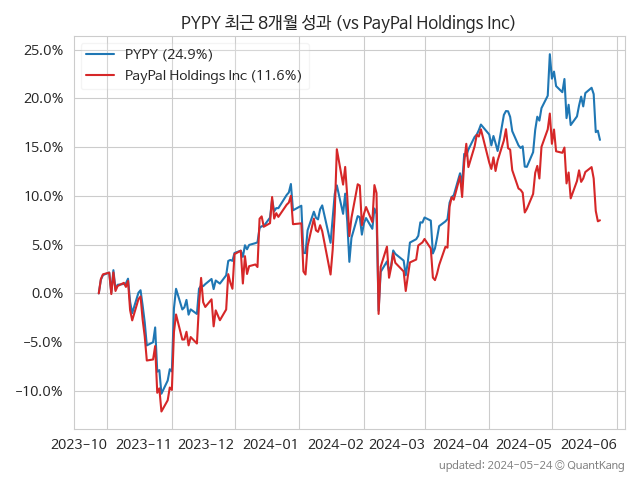 PYPY 최근 8개월 성과 (vs PayPal Holdings Inc)
PYPY (24.9%)
PayPal Holdings Inc (11.6%)
25.0%
20.0%
15.0%
10.0%
5.0%
0.0%
−5.0%
−10.0%
2023-10 2023-11 2023-12 2024-01 2024-02 2024-03 2024-04 2024-05 2024-06
updated: 2024-05-24 © QuantKang